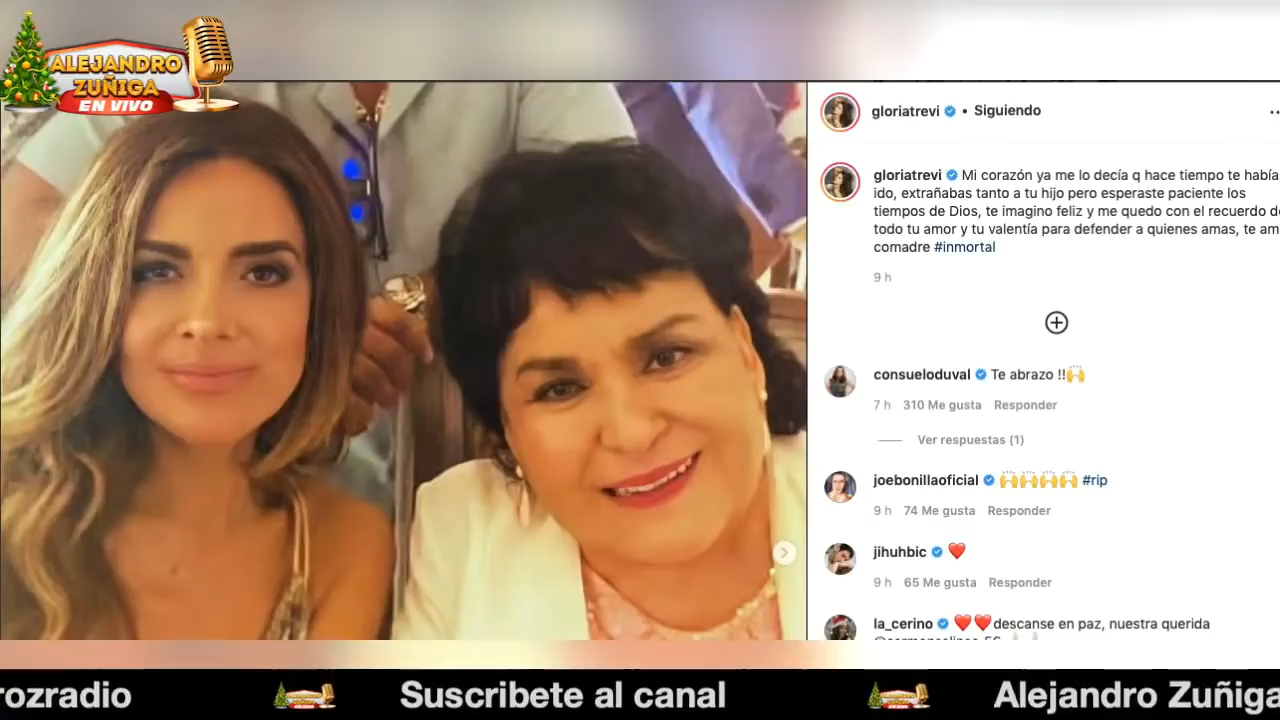 ALEJANDRO
ZUÑIGA
EN VIVO
gloriatrevi • Siguiendo
gloriatrevi Mi corazón ya me lo decía q hace tiempo te había
ido, extrañabas tanto a tu hijo pero esperaste paciente los
tiempos de Dios, te imagino feliz y me quedo con el recuerdo d
todo tu amor y tu valentía para defender a quienes amas, te am
comadre #inmortal
9 h
consueloduval Te abrazo !!🙌
7 h 310 Me gusta Responder
Ver respuestas (1)
joebonillaoficial 🙌🙌🙌🙌 #rip
9 h 74 Me gusta Responder
jihuhbic ❤️
9 h 65 Me gusta Responder
la_cerino ❤️❤️descanse en paz, nuestra querida
rozradio Suscribete al canal Alejandro Zuñiga